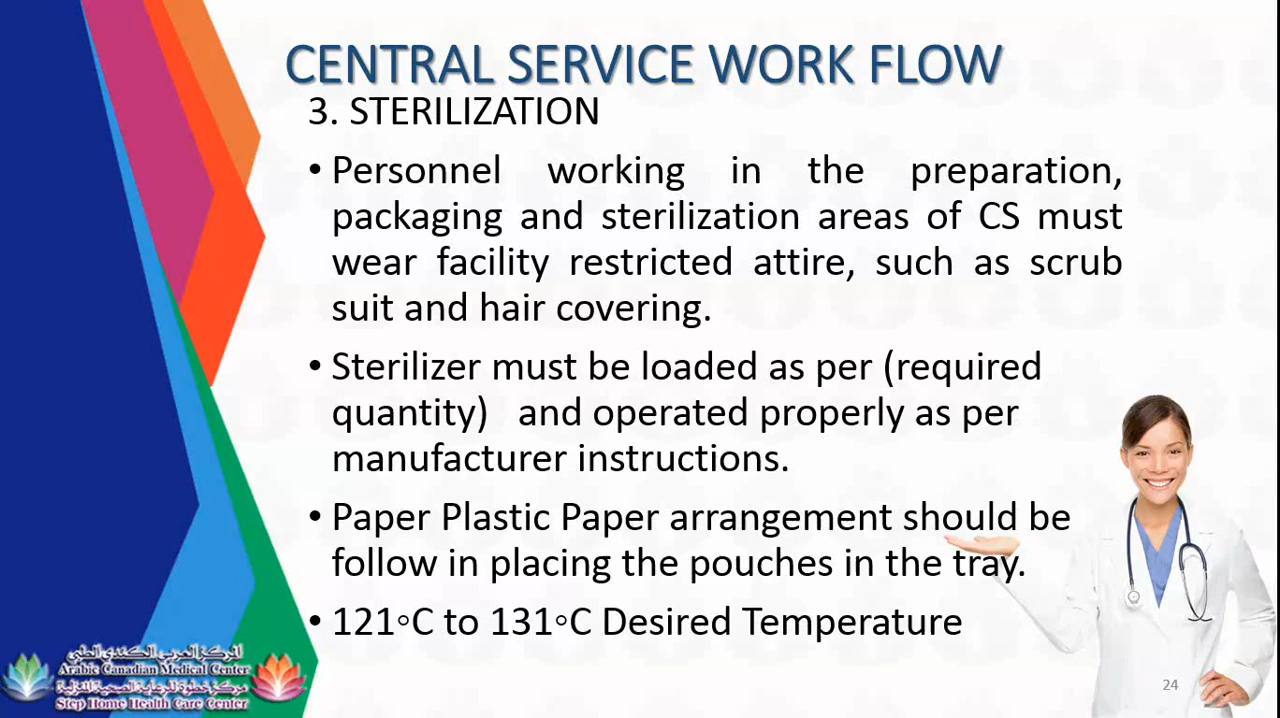 CENTRAL SERVICE WORK FLOW
3. STERILIZATION
• Personnel working in the preparation,
packaging and sterilization areas of CS must
wear facility restricted attire, such as scrub
suit and hair covering.
• Sterilizer must be loaded as per (required
quantity) and operated properly as per
manufacturer instructions.
• Paper Plastic Paper arrangement should be
follow in placing the pouches in the tray.
• 121◦C to 131◦C Desired Temperature
المركز العربي الكندي الطبي
Arabic Canadian Medical Center
مركز خطوة للرعاية الصحية المنزلية
Step Home Health Care Center
24